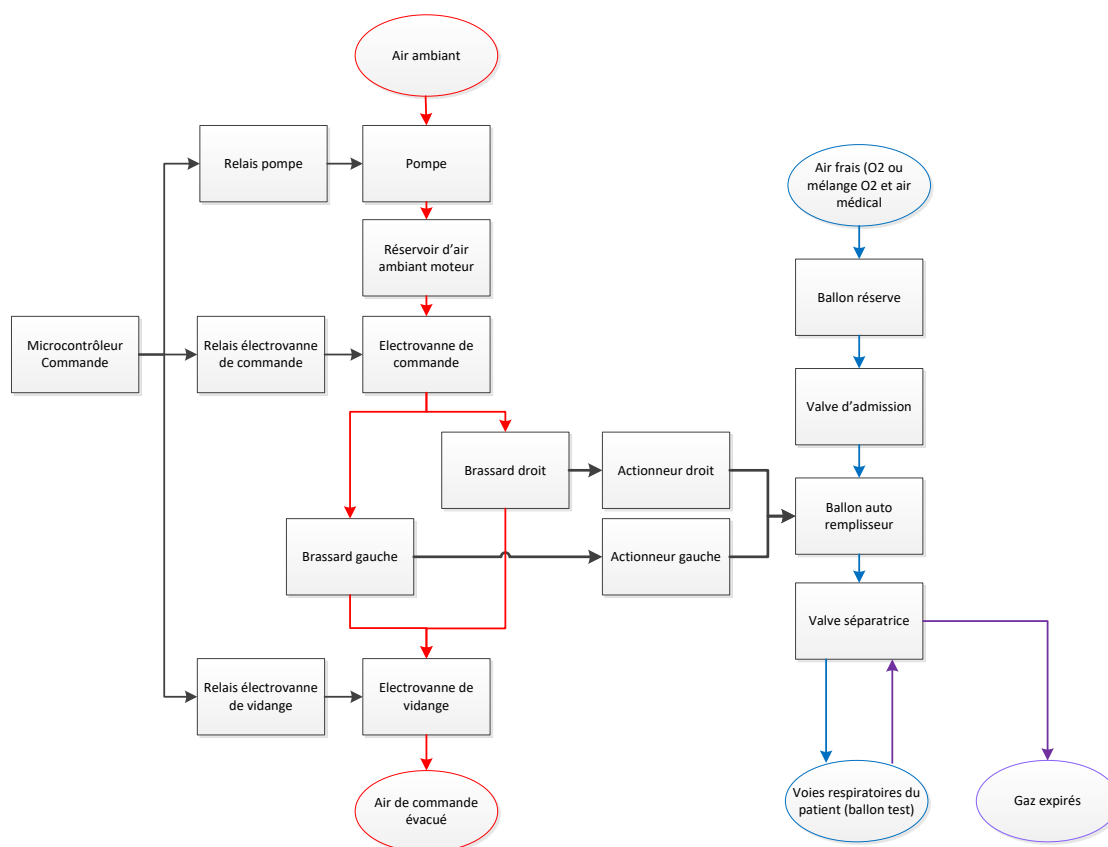 Air ambiant
Relais pompe
Pompe
Air frais (O2 ou
mélange O2 et air
médical
Réservoir d'air
ambiant moteur
Ballon réserve
Microcontrôleur
Commande
Relais électrovanne
de commande
Electrovanne de
commande
Valve d'admission
Brassard droit
Actionneur droit
Ballon auto
remplisseur
Brassard gauche
Actionneur gauche
Valve séparatrice
Relais électrovanne
de vidange
Electrovanne de
vidange
Air de commande
évacué
Voies respiratoires du
patient (ballon test)
Gaz expirés